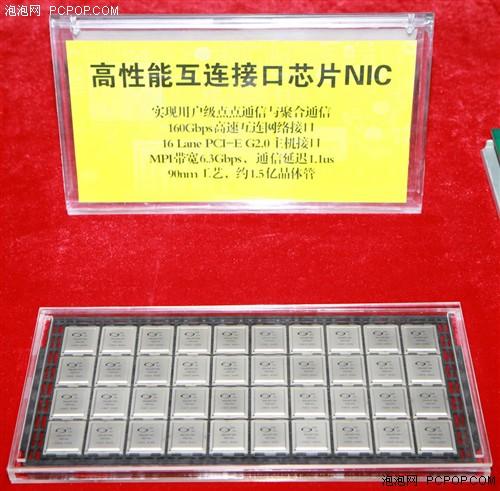 泡泡网 PCPOP.COM
高性能互连接口芯片NIC
实现用户级点点通信与聚合通信
160Gbps高速互连网络接口
16 Lane PCI-E G2.0主机接口
MPI带宽6.3Gbps、通信延迟1.1us
90nm工艺、约1.5亿晶体管
泡泡网 PCPOP.COM